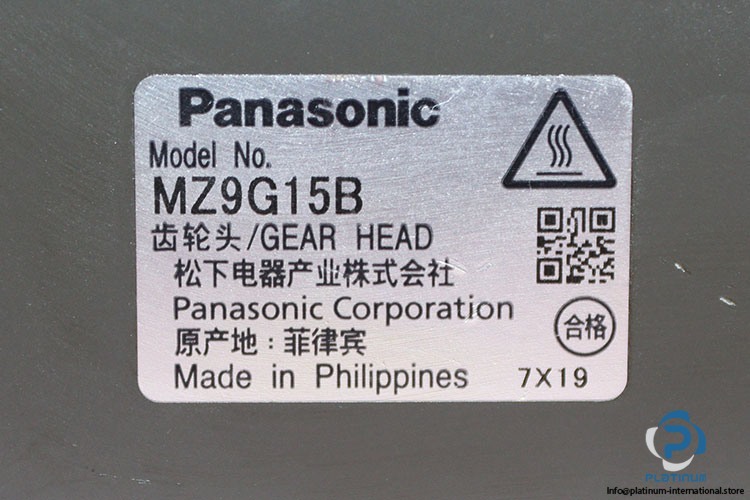 Panasonic
Model No.
MZ9G15B
齿轮头/GEAR HEAD
松下电器产业株式会社
Panasonic Corporation
合格
原产地：菲律宾
Made in Philippines
7X19
PLATINUM
Info@platinum-international.store